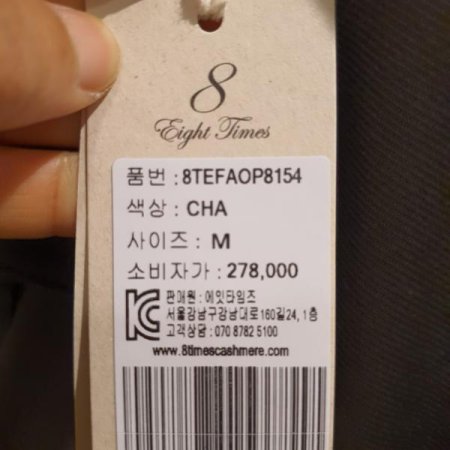 8
Eight Times
품번 : 8TEFAOP8154
색상 : CHA
사이즈 : M
소비자가 : 278,000
판매원 : 에잇타임즈
서울강남구강남대로160길24, 1층
고객상담 : 070 8782 5100
www.8timescashmere.com